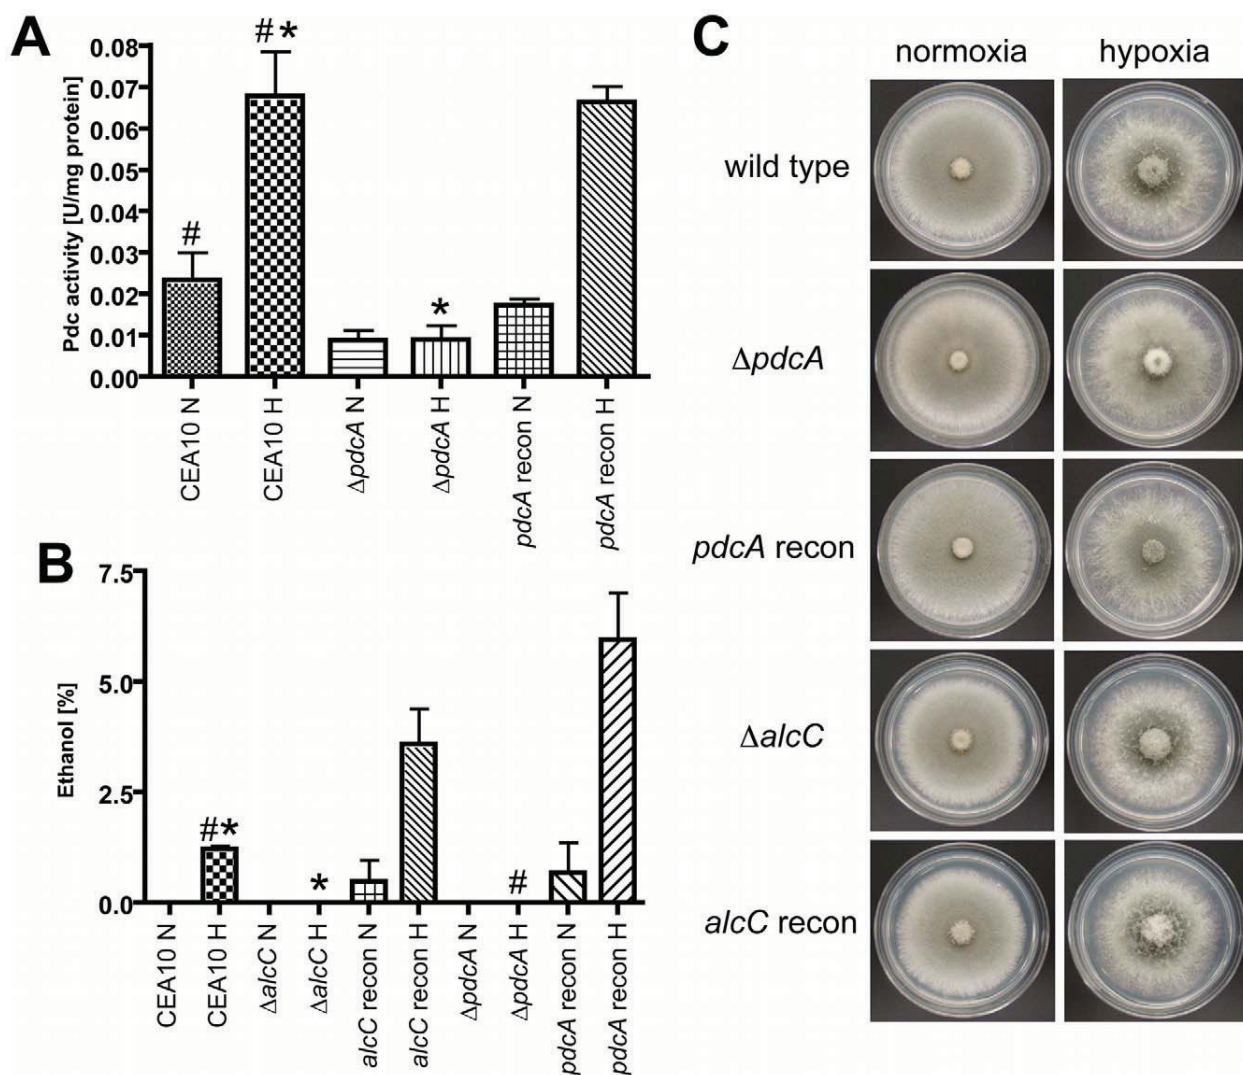 A
Pdc activity [U/mg protein]
0.08
0.07
0.06
0.05
0.04
0.03
0.02
0.01
0.00
#
# *
*
CEA10 N
CEA10 H
ΔpdcA N
ΔpdcA H
pdcA recon N
pdcA recon H
B
Ethanol [%]
7.5
5.0
2.5
0.0
#*
*
#
CEA10 N
CEA10 H
ΔalcC N
ΔalcC H
alcC recon N
alcC recon H
ΔpdcA N
ΔpdcA H
pdcA recon N
pdcA recon H
C
normoxia hypoxia
wild type
ΔpdcA
pdcA recon
ΔalcC
alcC recon